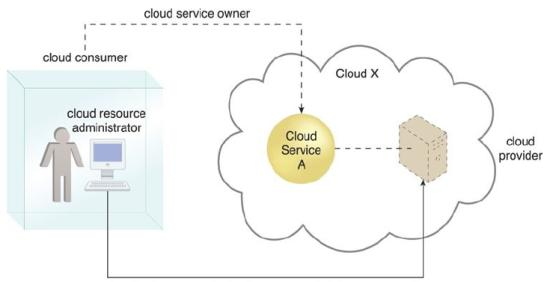 cloud service owner
cloud consumer
cloud resource
administrator
Cloud X
Cloud
Service
A
cloud
provider